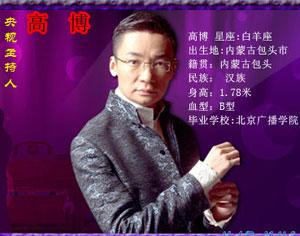 央视主持人
高 博
高博 星座:白羊座
出生地:内蒙古包头市
籍贯：内蒙古包头
民族： 汉族
身高：1.78米
血型：B型
毕业学校:北京广播学院